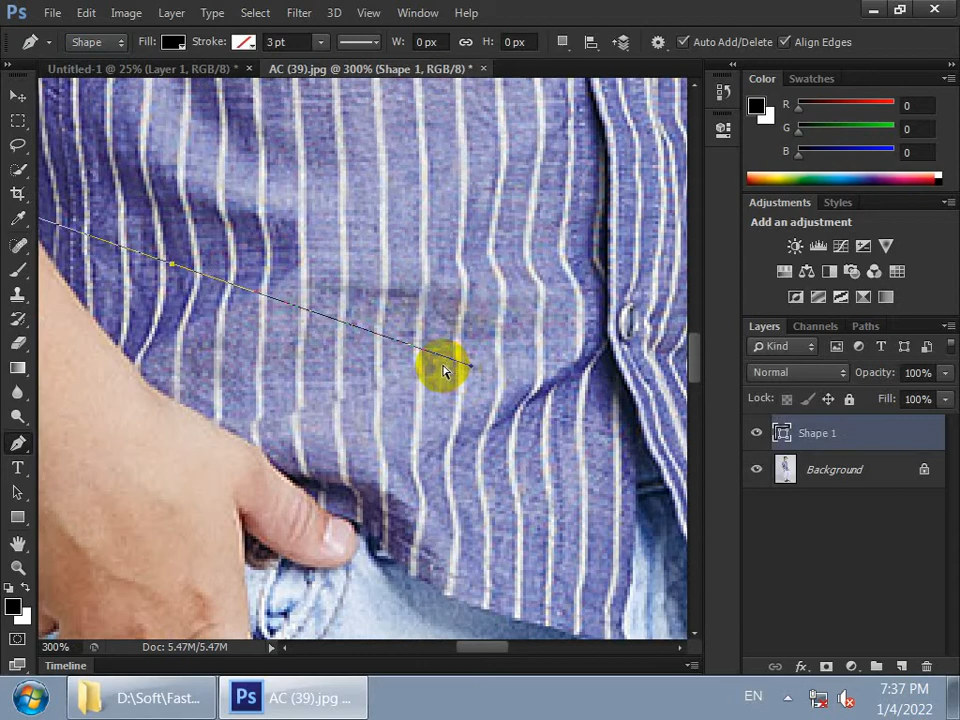 Ps File Edit Image Layer Type Select Filter 3D View Window Help
Shape Fill: Stroke: 3 pt W: 0 px H: 0 px Auto Add/Delete Align Edges
Untitled-1 @ 25% (Layer 1, RGB/8) * × AC (39).jpg @ 300% (Shape 1, RGB/8) * ×
Color Swatches
R 0
G 0
B 0
Adjustments Styles
Add an adjustment
Layers Channels Paths
Kind
Normal Opacity: 100%
Lock: Fill: 100%
Shape 1
Background
300% Doc: 5.47M/5.47M
Timeline
D:\Soft\Fast... Ps AC (39).jpg ... EN 7:37 PM
1/4/2022